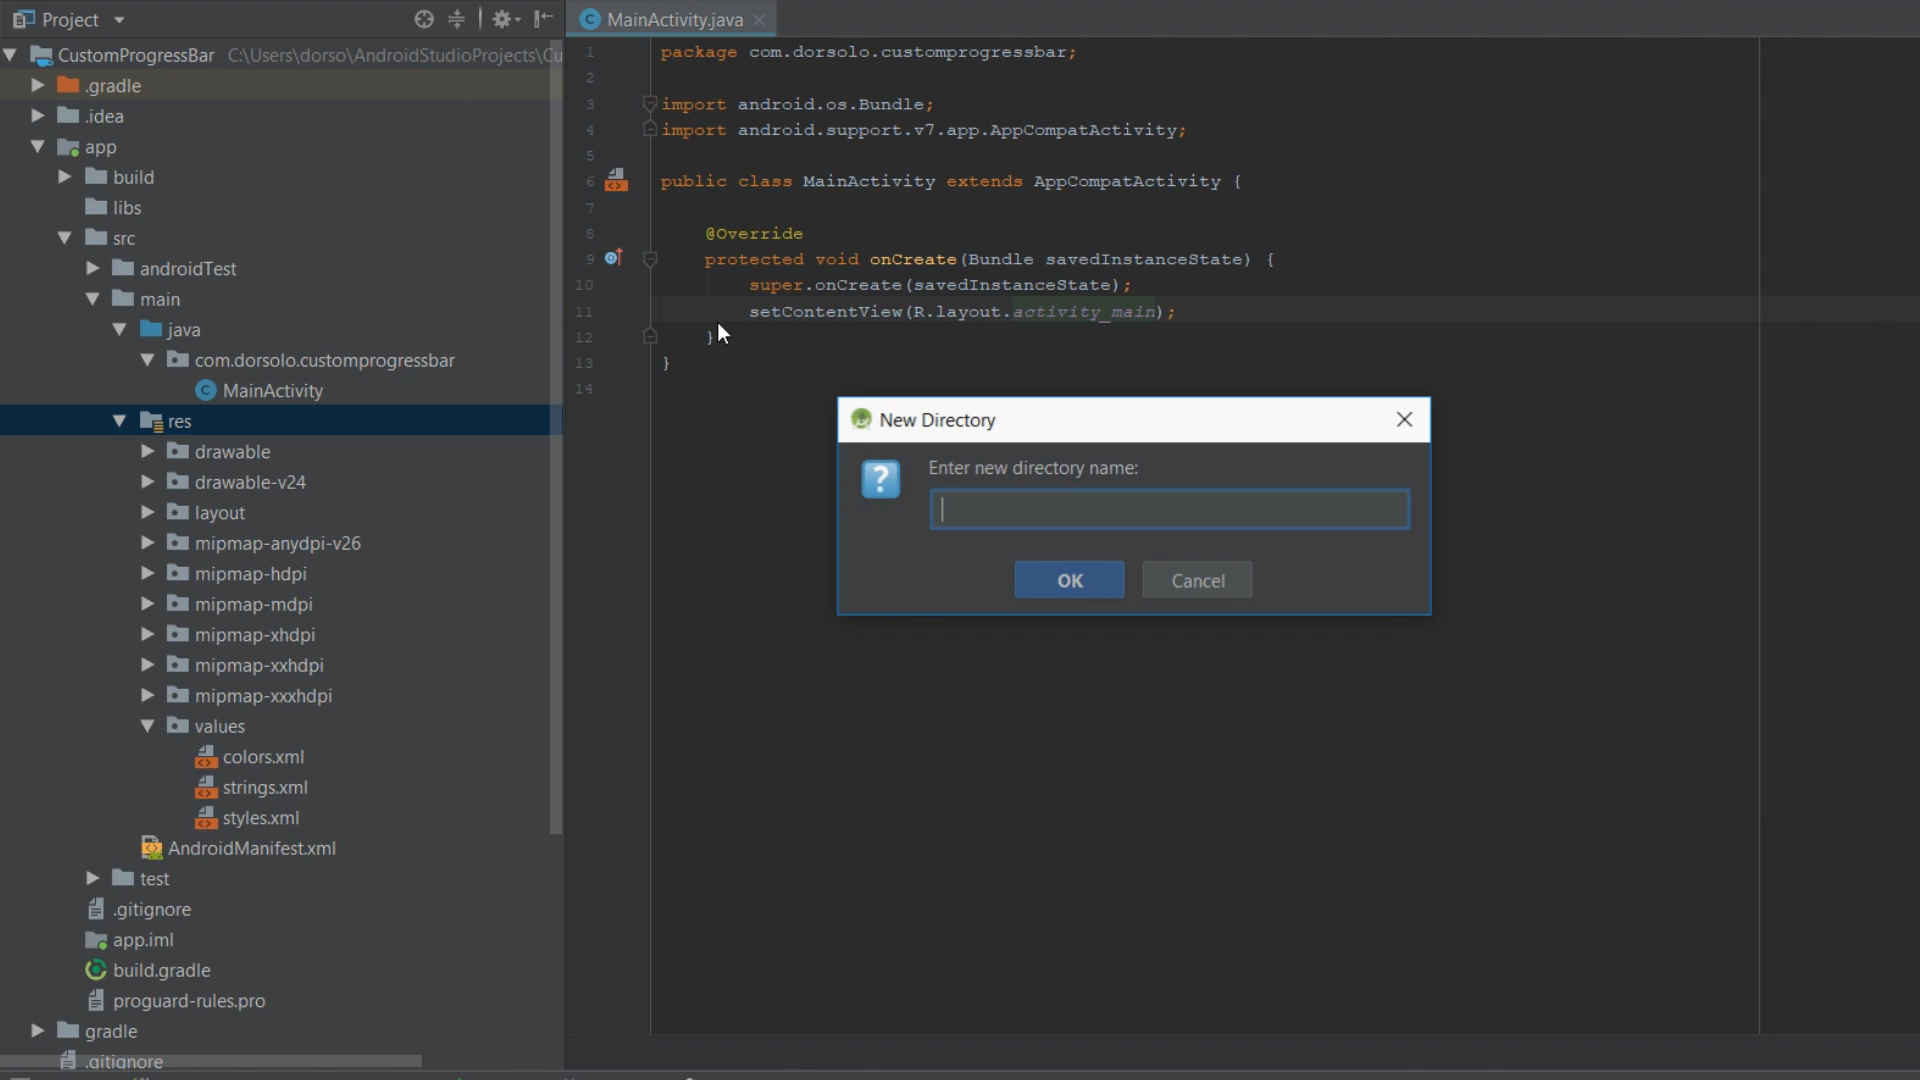 Project
CustomProgressBar C:\Users\dorso\AndroidStudioProjects\Cu
.gradle
.idea
app
build
libs
src
androidTest
main
java
com.dorsolo.customprogressbar
MainActivity
res
drawable
drawable-v24
layout
mipmap-anydpi-v26
mipmap-hdpi
mipmap-mdpi
mipmap-xhdpi
mipmap-xxhdpi
mipmap-xxxhdpi
values
colors.xml
strings.xml
styles.xml
AndroidManifest.xml
test
.gitignore
app.iml
build.gradle
proguard-rules.pro
gradle
.gitignore
MainActivity.java
1 package com.dorsolo.customprogressbar;
2
3 import android.os.Bundle;
4 import android.support.v7.app.AppCompatActivity;
5
6 public class MainActivity extends AppCompatActivity {
7
8 @Override
9 protected void onCreate(Bundle savedInstanceState) {
10 super.onCreate(savedInstanceState);
11 setContentView(R.layout.activity_main);
12 }
13 }
14
New Directory
Enter new directory name:
OK Cancel